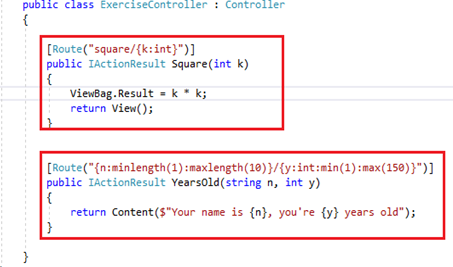 public class ExerciseController : Controller
{
[Route("square/{k:int}")]
public IActionResult Square(int k)
{
ViewBag.Result = k * k;
return View();
}
[Route("{n:minlength(1):maxlength(10)}/{y:int:min(1):max(150)}")]
public IActionResult YearsOld(string n, int y)
{
return Content($"Your name is {n}, you're {y} years old");
}
}